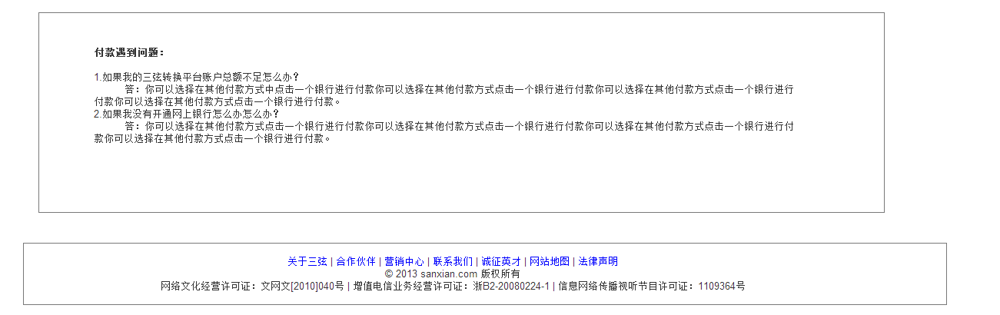 付款遇到问题：
1.如果我的三弦转换平台账户总额不足怎么办？
答：你可以选择在其他付款方式中点击一个银行进行付款你可以选择在其他付款方式点击一个银行进行付款你可以选择在其他付款方式点击一个银行进行
付款你可以选择在其他付款方式点击一个银行进行付款。
2.如果我没有开通网上银行怎么办怎么办？
答：你可以选择在其他付款方式点击一个银行进行付款你可以选择在其他付款方式点击一个银行进行付款你可以选择在其他付款方式点击一个银行进行付
款你可以选择在其他付款方式点击一个银行进行付款。
关于三弦 | 合作伙伴 | 营销中心 | 联系我们 | 诚征英才 | 网站地图 | 法律声明
© 2013 sanxian.com 版权所有
网络文化经营许可证：文网文[2010]040号 | 增值电信业务经营许可证：浙B2-20080224-1 | 信息网络传播视听节目许可证：1109364号